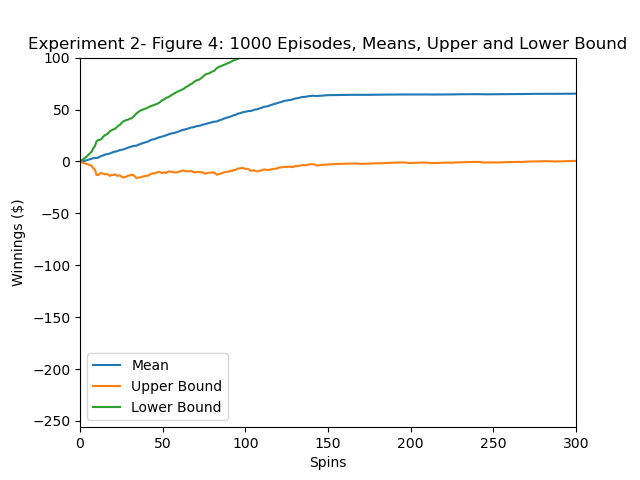 Experiment 2- Figure 4: 1000 Episodes, Means, Upper and Lower Bound
100
50
0
−50
−100
−150
−200
−250
Winnings ($)
Mean
Upper Bound
Lower Bound
0 50 100 150 200 250 300
Spins